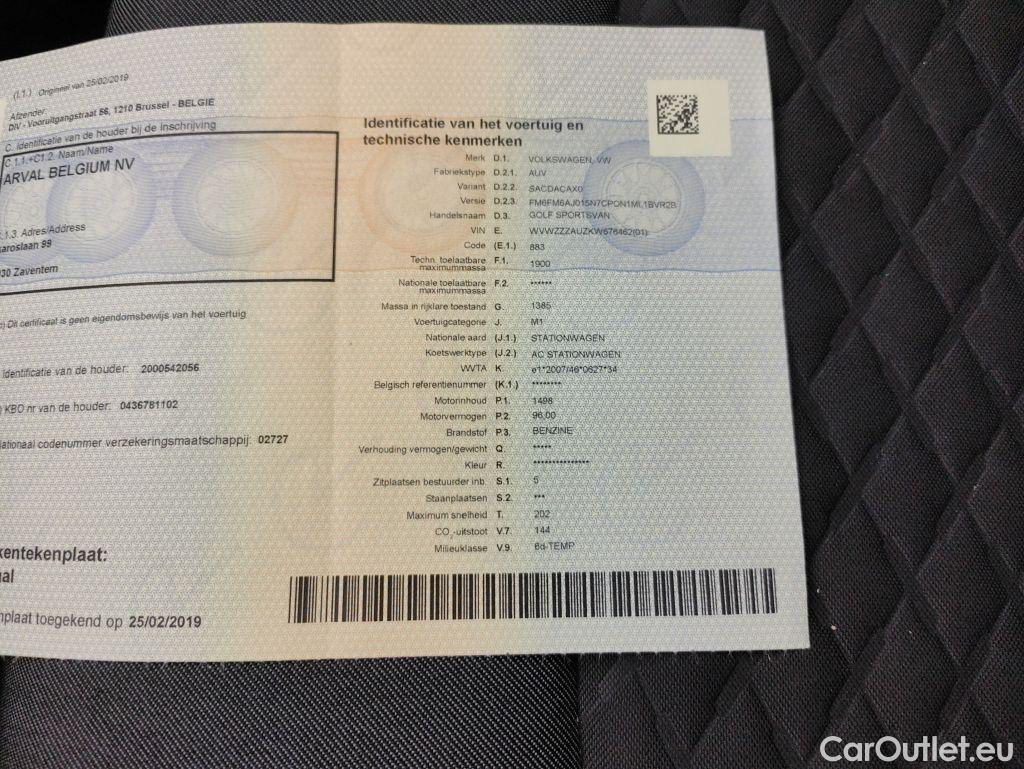 (I.1.) Origineel van 25/02/2019
Afzender:
DIV - Vooruitgangstraat 56, 1210 Brussel - BELGIE
C. Identificatie van de houder bij de inschrijving
C.1.1.+C1.2. Naam/Name
ARVAL BELGIUM NV
.1.3. Adres/Address
karoslaan 99
30 Zaventem
) Dit certificaat is geen eigendomsbewijs van het voertuig
Identificatie van de houder: 2000542056
KBO nr van de houder: 0436781102
ationaal codenummer verzekeringsmaatschappij: 02727
kentekenplaat:
al
nplaat toegekend op 25/02/2019
Identificatie van het voertuig en
technische kenmerken
Merk D.1. VOLKSWAGEN, VW
Fabriekstype D.2.1. AUV
Variant D.2.2. SACDACAX0
Versie D.2.3. FM6FM6AJ015N7CPON1ML1BVR2B
Handelsnaam D.3. GOLF SPORTSVAN
VIN E. WVWZZZAUZKW576462(01)
Code (E.1.) 883
Techn. toelaatbare
maximummassa F.1. 1900
Nationale toelaatbare
maximummassa F.2. ******
Massa in rijklare toestand G. 1385
Voertuigcategorie J. M1
Nationale aard (J.1.) STATIONWAGEN
Koetswerktype (J.2.) AC STATIONWAGEN
WVTA K. e1*2007/46*0627*34
Belgisch referentienummer (K.1.) ********
Motorinhoud P.1. 1498
Motorvermogen P.2. 96,00
Brandstof P.3. BENZINE
Verhouding vermogen/gewicht Q. *****
Kleur R. ***************
Zitplaatsen bestuurder inb. S.1. 5
Staanplaatsen S.2. ***
Maximum snelheid T. 202
CO₂-uitstoot V.7. 144
Milieuklasse V.9. 6d-TEMP
CarOutlet.eu